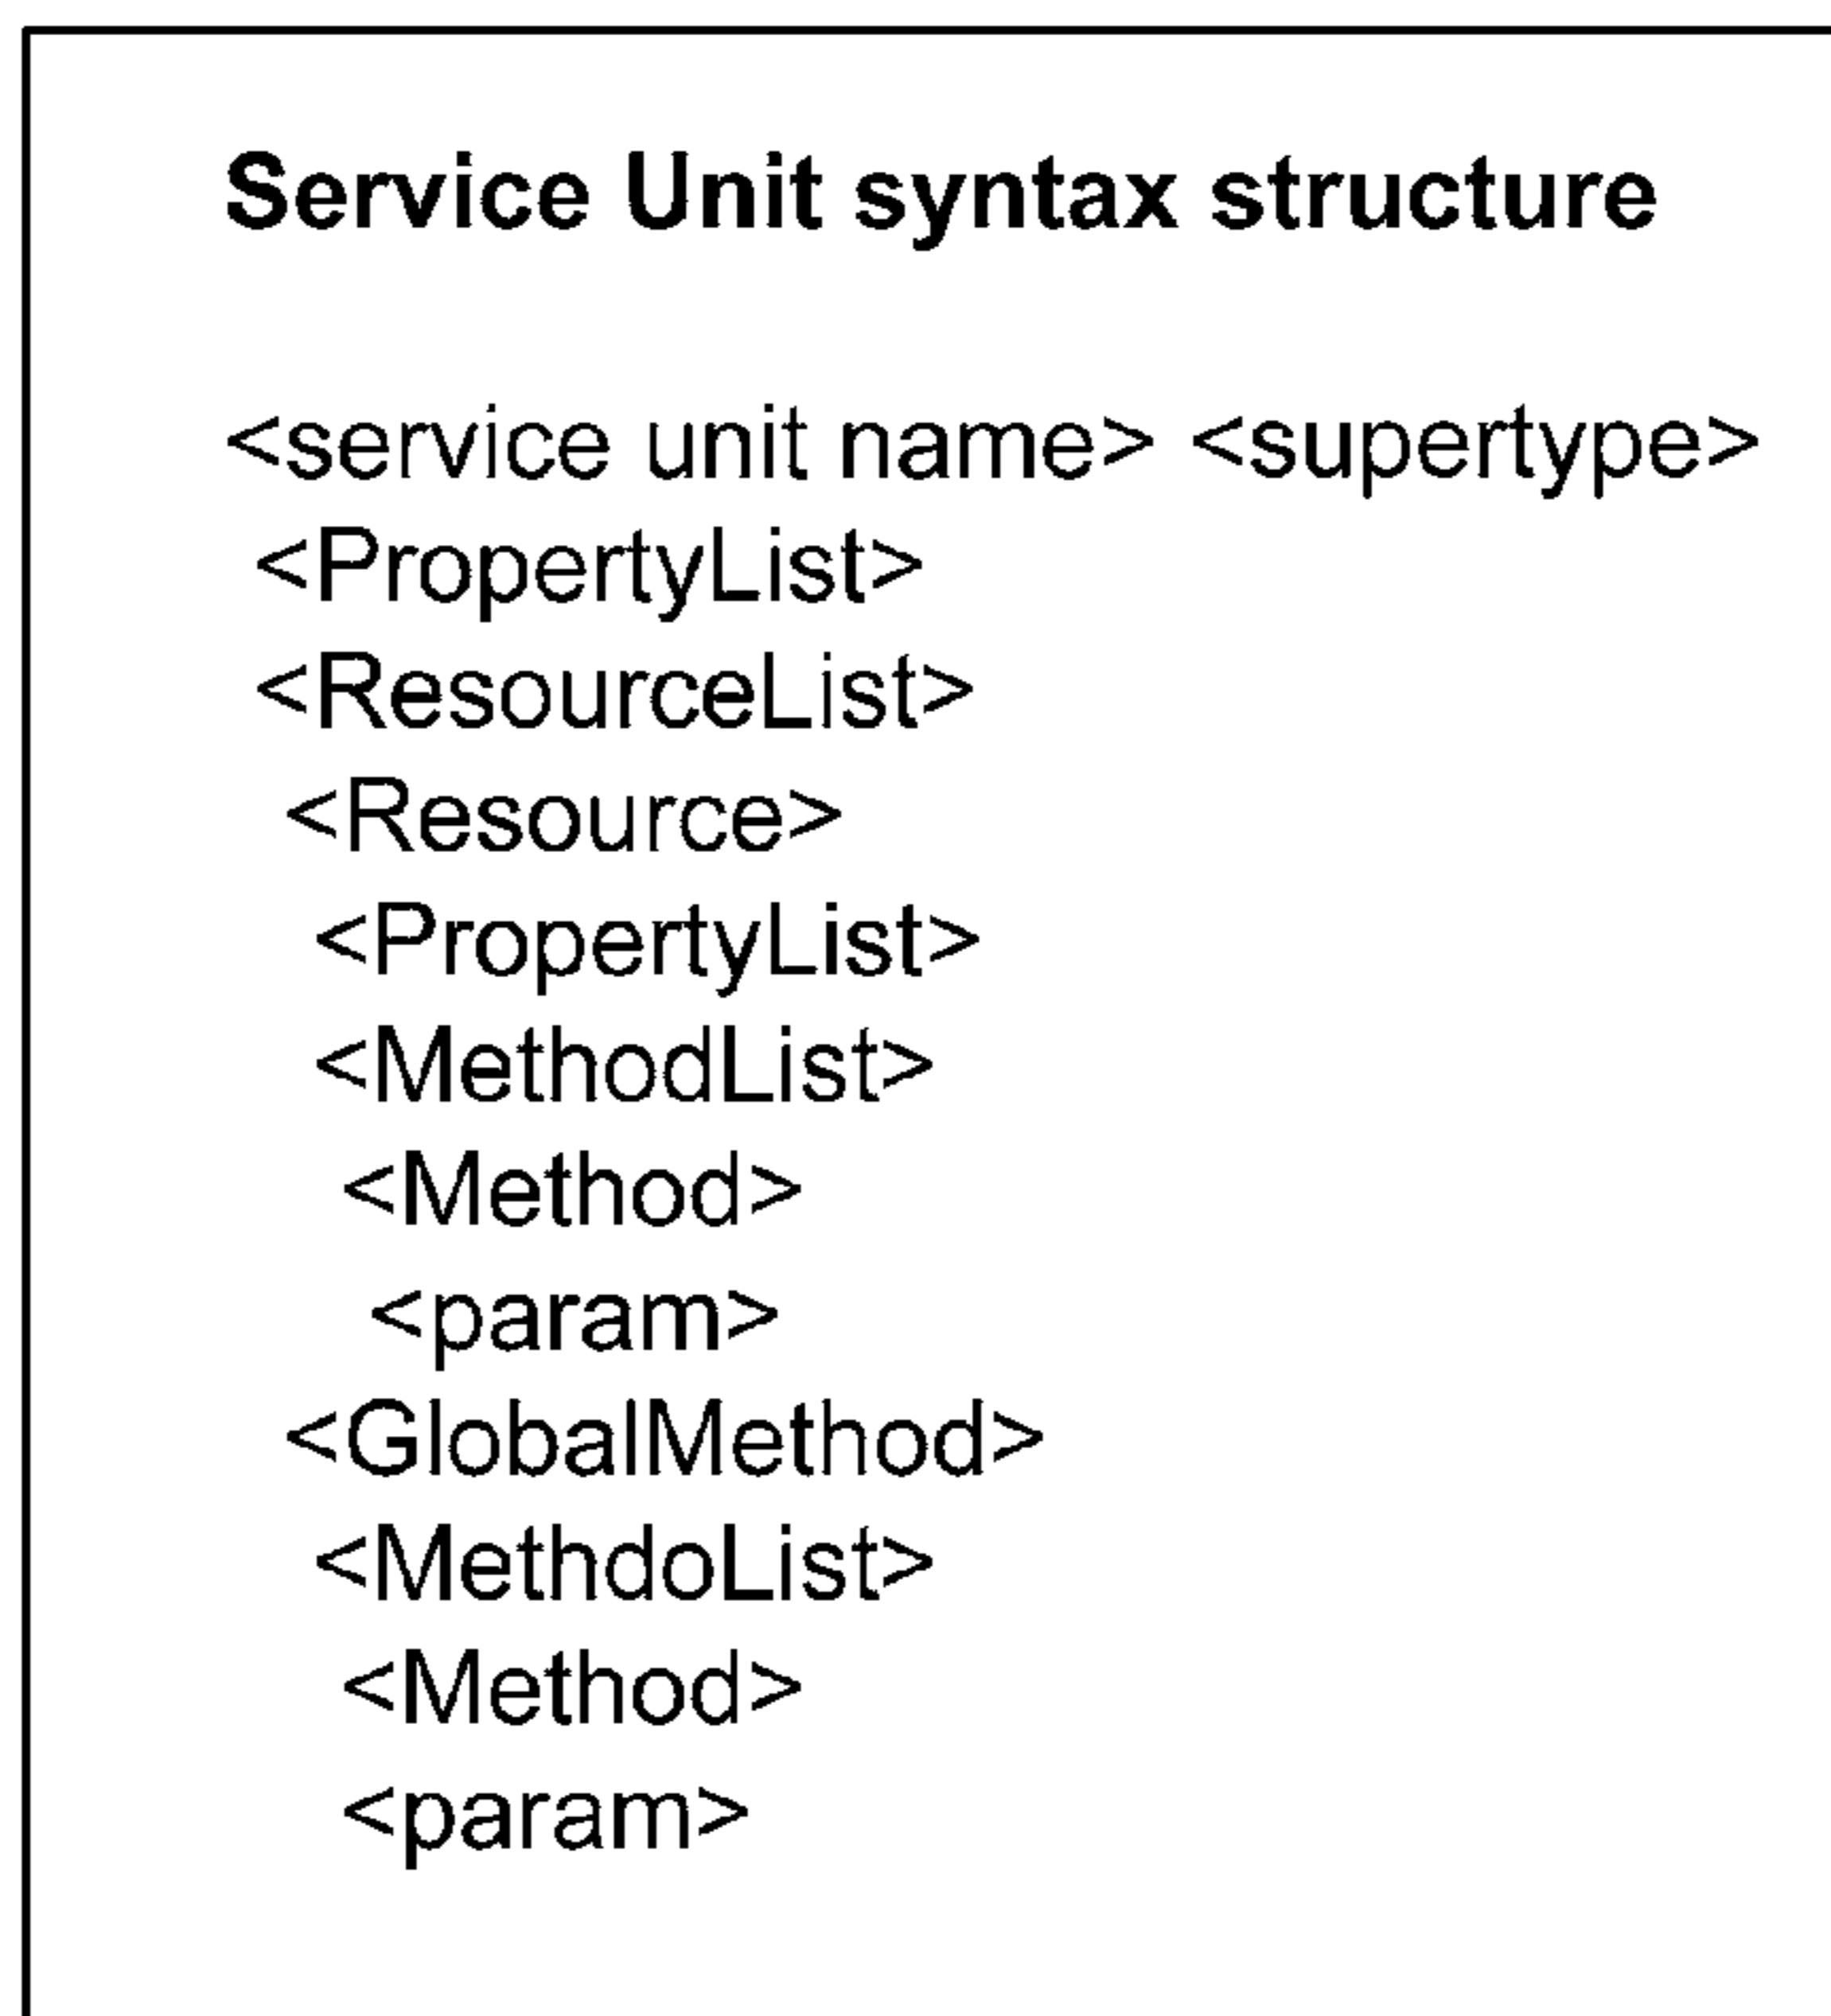 Service Unit syntax structure
<service unit name> <supertype>
<PropertyList>
<ResourceList>
<Resource>
<PropertyList>
<MethodList>
<Method>
<param>
<GlobalMethod>
<MethdoList>
<Method>
<param>